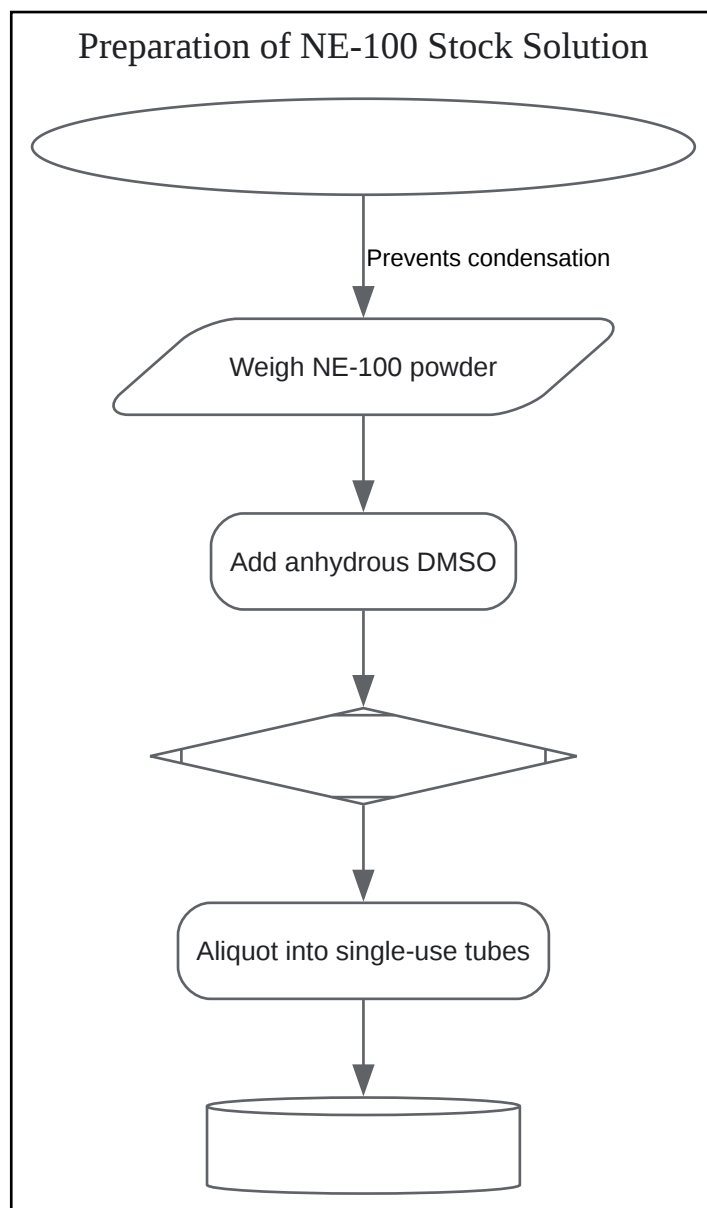 Preparation of NE-100 Stock Solution
Prevents condensation
Weigh NE-100 powder
Add anhydrous DMSO
Aliquot into single-use tubes